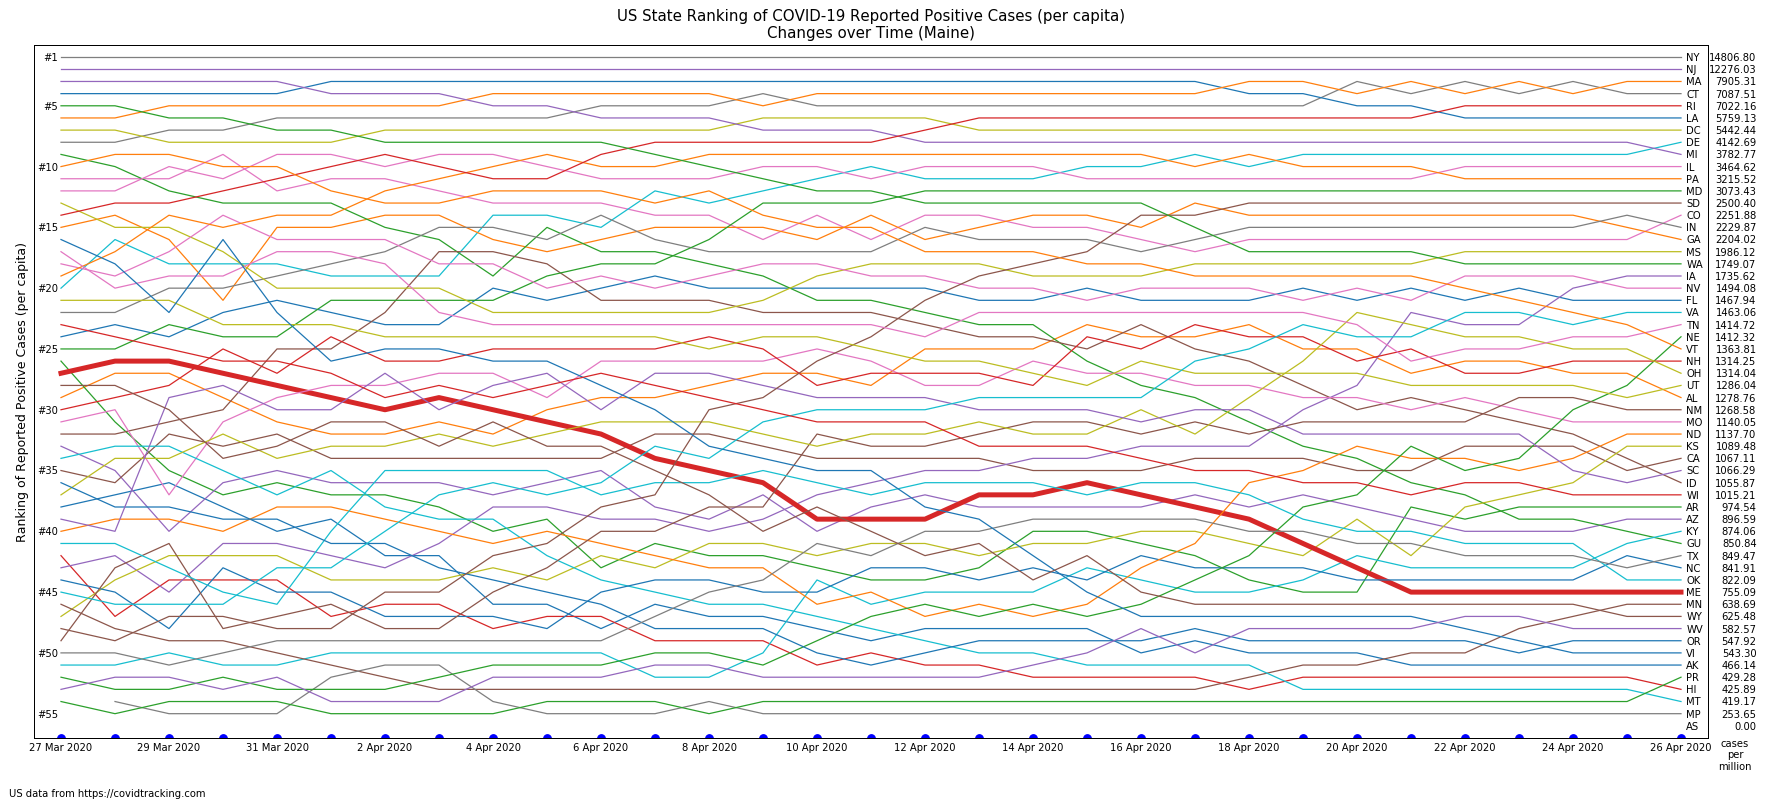 US State Ranking of COVID-19 Reported Positive Cases (per capita)
Changes over Time (Maine)
Ranking of Reported Positive Cases (per capita)
#1
#5
#10
#15
#20
#25
#30
#35
#40
#45
#50
#55
NY 14806.80
NJ 12276.03
MA 7905.31
CT 7087.51
RI 7022.16
LA 5759.13
DC 5442.44
DE 4142.69
MI 3782.77
IL 3464.62
PA 3215.52
MD 3073.43
SD 2500.40
CO 2251.88
IN 2229.87
GA 2204.02
MS 1986.12
WA 1749.07
IA 1735.62
NV 1494.08
FL 1467.94
VA 1463.06
TN 1414.72
NE 1412.32
VT 1363.81
NH 1314.25
OH 1314.04
UT 1286.04
AL 1278.76
NM 1268.58
MO 1140.05
ND 1137.70
KS 1089.48
CA 1067.11
SC 1066.29
ID 1055.87
WI 1015.21
AR 974.54
AZ 896.59
KY 874.06
GU 850.84
TX 849.47
NC 841.91
OK 822.09
ME 755.09
MN 638.69
WY 625.48
WV 582.57
OR 547.92
VI 543.30
AK 466.14
PR 429.28
HI 425.89
MT 419.17
MP 253.65
AS 0.00
27 Mar 2020 29 Mar 2020 31 Mar 2020 2 Apr 2020 4 Apr 2020 6 Apr 2020 8 Apr 2020 10 Apr 2020 12 Apr 2020 14 Apr 2020 16 Apr 2020 18 Apr 2020 20 Apr 2020 22 Apr 2020 24 Apr 2020 26 Apr 2020
cases
per
million
US data from https://covidtracking.com